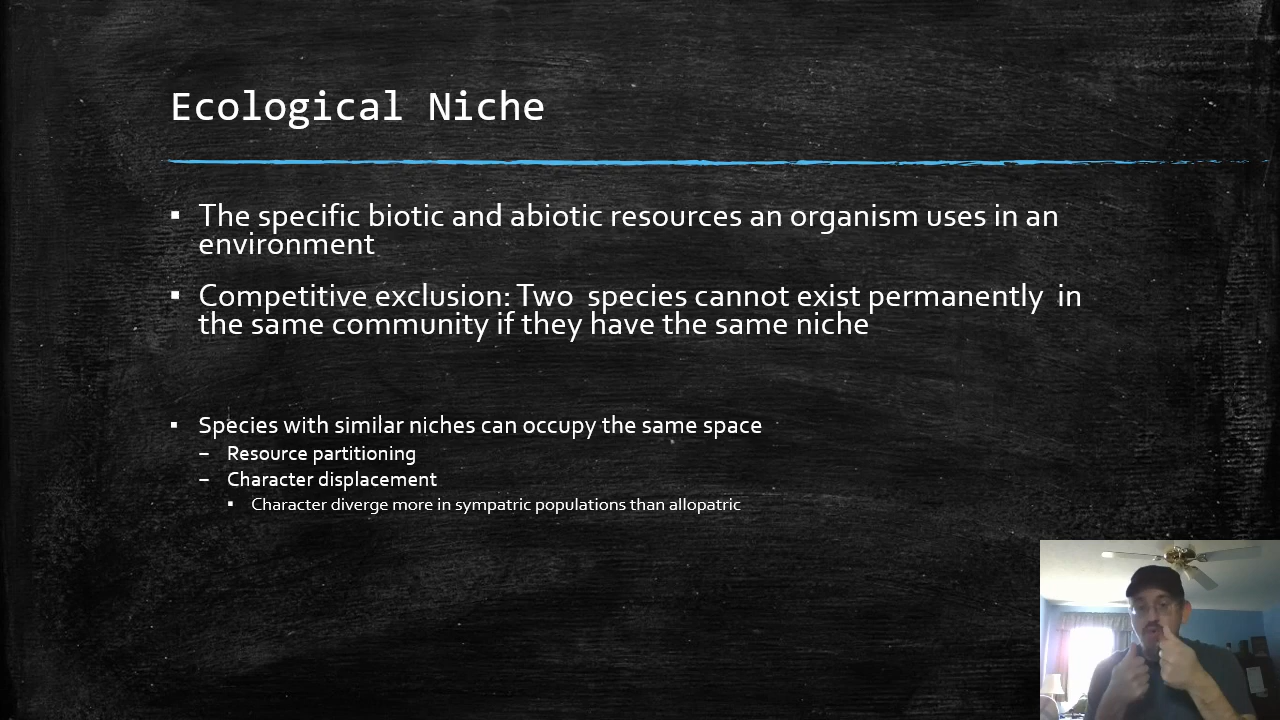 Ecological Niche
▪ The specific biotic and abiotic resources an organism uses in an
environment
▪ Competitive exclusion: Two  species cannot exist permanently  in
the same community if they have the same niche
▪ Species with similar niches can occupy the same space
– Resource partitioning
– Character displacement
▪ Character diverge more in sympatric populations than allopatric